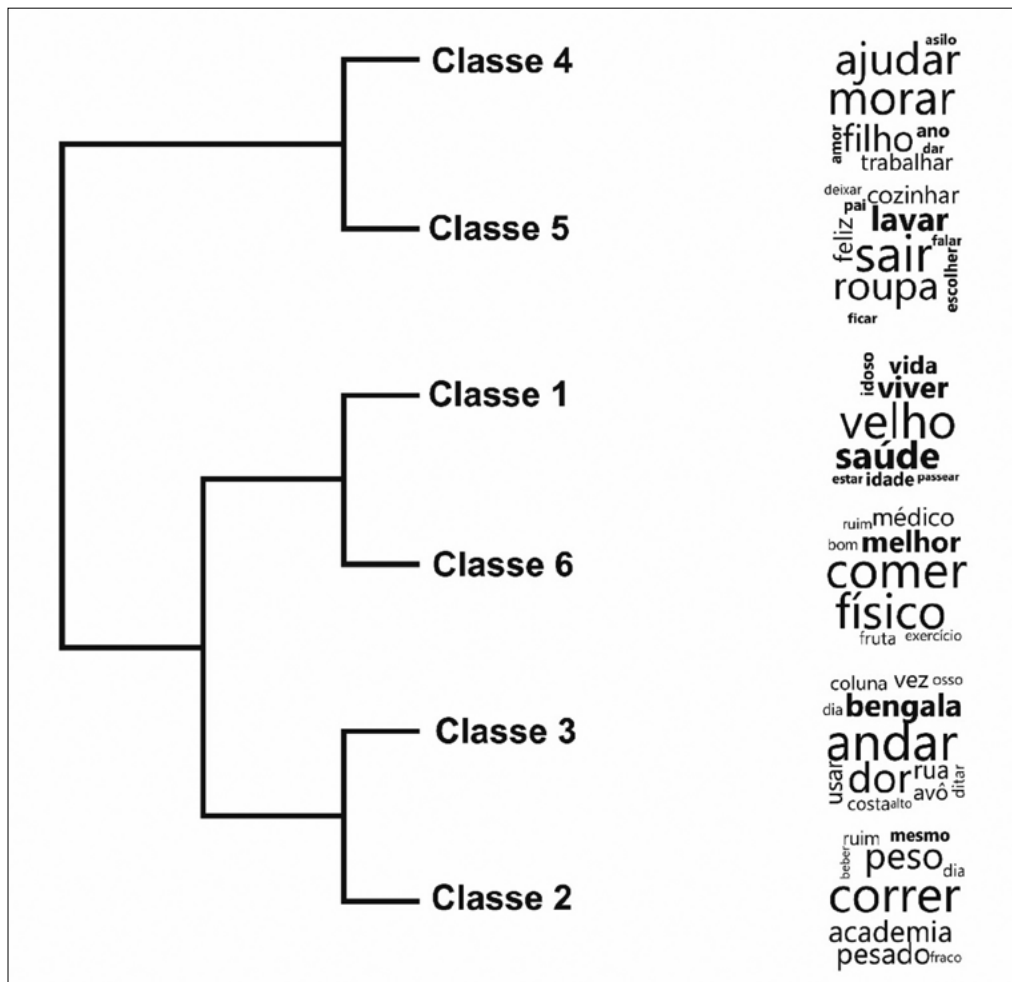 Classe 4
asilo
ajudar
morar
amor filho ano
dar
trabalhar
Classe 5
deixar cozinhar
pai lavar
feliz sair falar
roupa escolher
ficar
Classe 1
idoso vida
viver
velho
saúde
estar idade passear
Classe 6
ruim médico
bom melhor
comer
físico
fruta exercício
Classe 3
coluna vez osso
dia bengala
andar
usar dor rua
avô ditar
costa alto
Classe 2
ruim mesmo
beber peso dia
correr
academia
pesado fraco